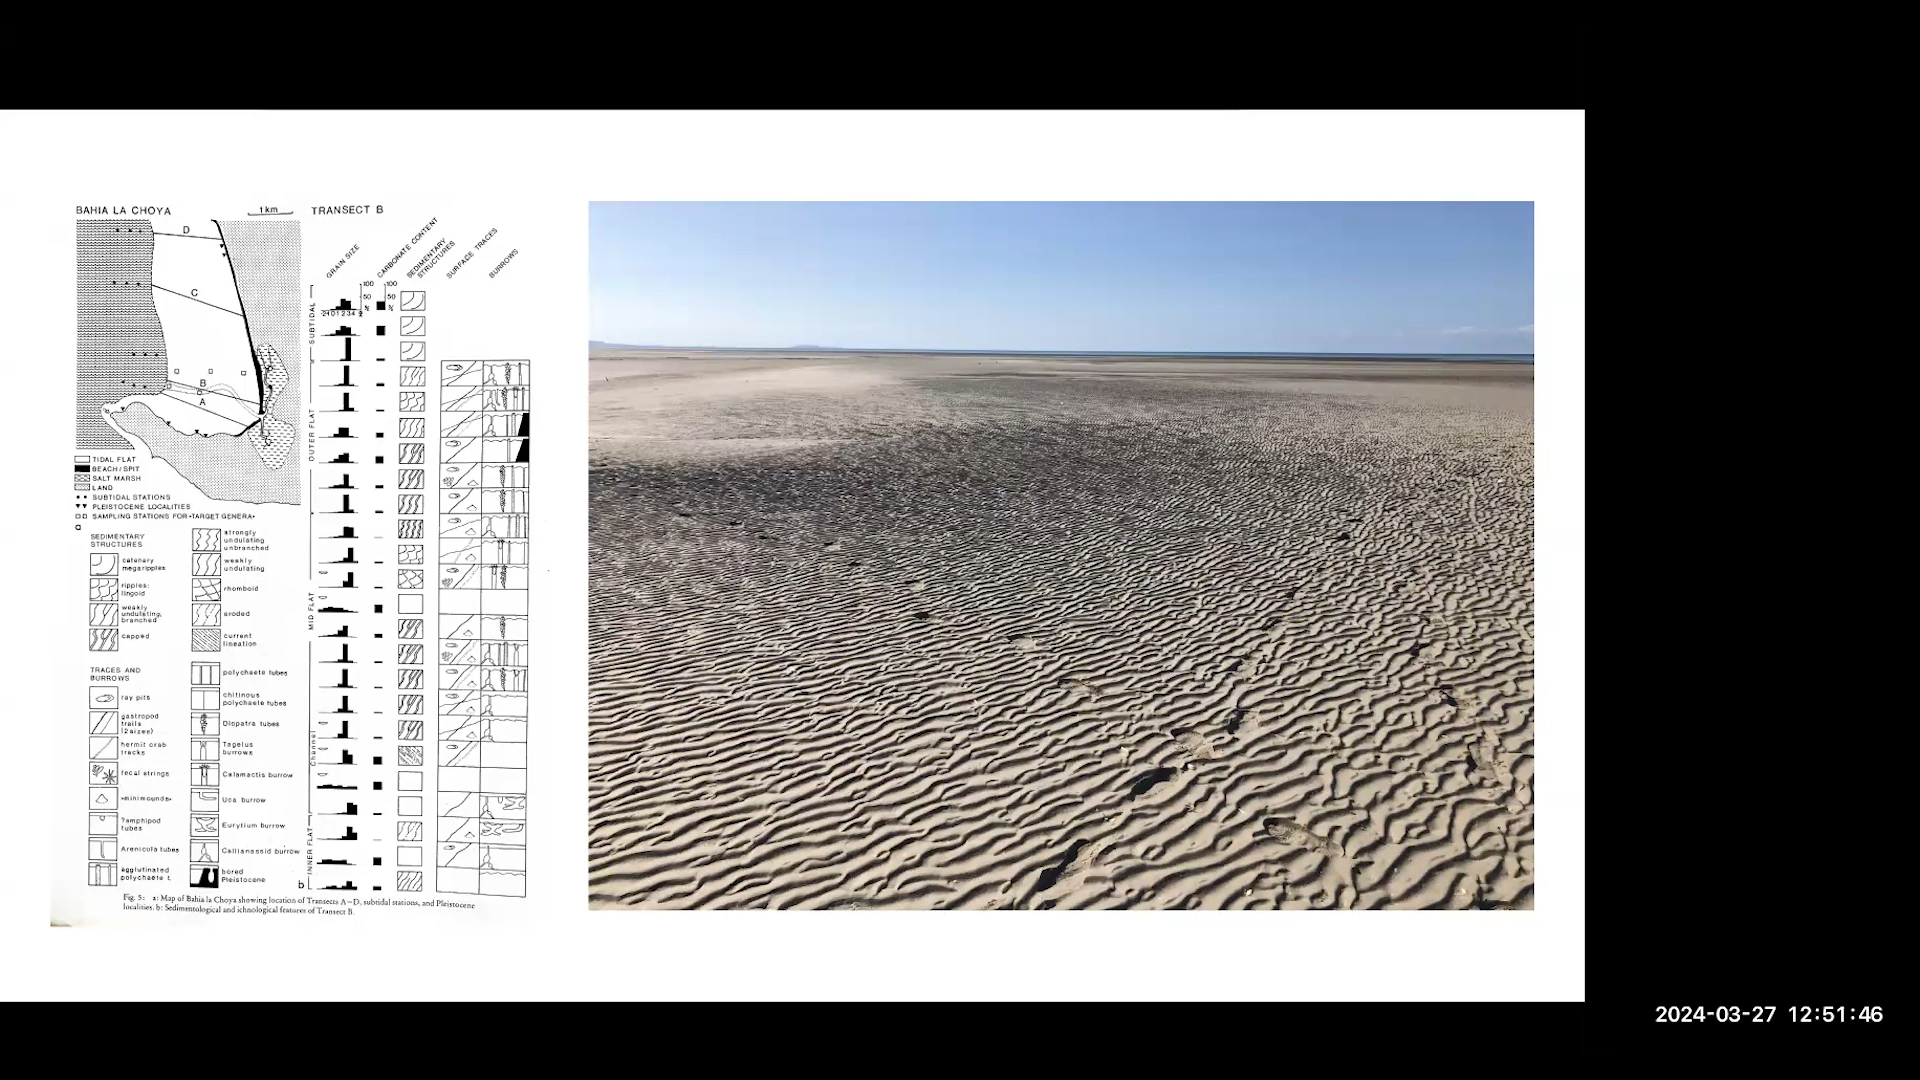 BAHIA LA CHOYA
1 km
TRANSECT B
GRAIN SIZE
CARBONATE CONTENT
SEDIMENTARY
STRUCTURES
SURFACE TRACES
BURROWS
D
C
B
A
100
50
%
100
50
%
SUBTIDAL
OUTER FLAT
MID FLAT
Channel
INNER FLAT
TIDAL FLAT
BEACH/SPIT
SALT MARSH
LAND
SUBTIDAL STATIONS
PLEISTOCENE LOCALITIES
SAMPLING STATIONS FOR •TARGET GENERA•
a
SEDIMENTARY
STRUCTURES
catenary
megaripples
ripples:
lingoid
weakly
undulating,
branched
capped
strongly
undulating
unbranched
weakly
undulating
rhomboid
eroded
current
lineation
TRACES AND
BURROWS
ray pits
gastropod
trails
(2 sizes)
hermit crab
tracks
fecal strings
•minimounds•
?amphipod
tubes
Arenicola tubes
agglutinated
polychaete t.
polychaete tubes
chitinous
polychaete tubes
Diopatra tubes
Tagelus
burrows
Calamactis burrow
Uca burrow
Eurytium burrow
Callianassid burrow
bored
Pleistocene
b
Fig. 5: a: Map of Bahia la Choya showing location of Transects A–D, subtidal stations, and Pleistocene
localities. b: Sedimentological and ichnological features of Transect B.
2024-03-27 12:51:46